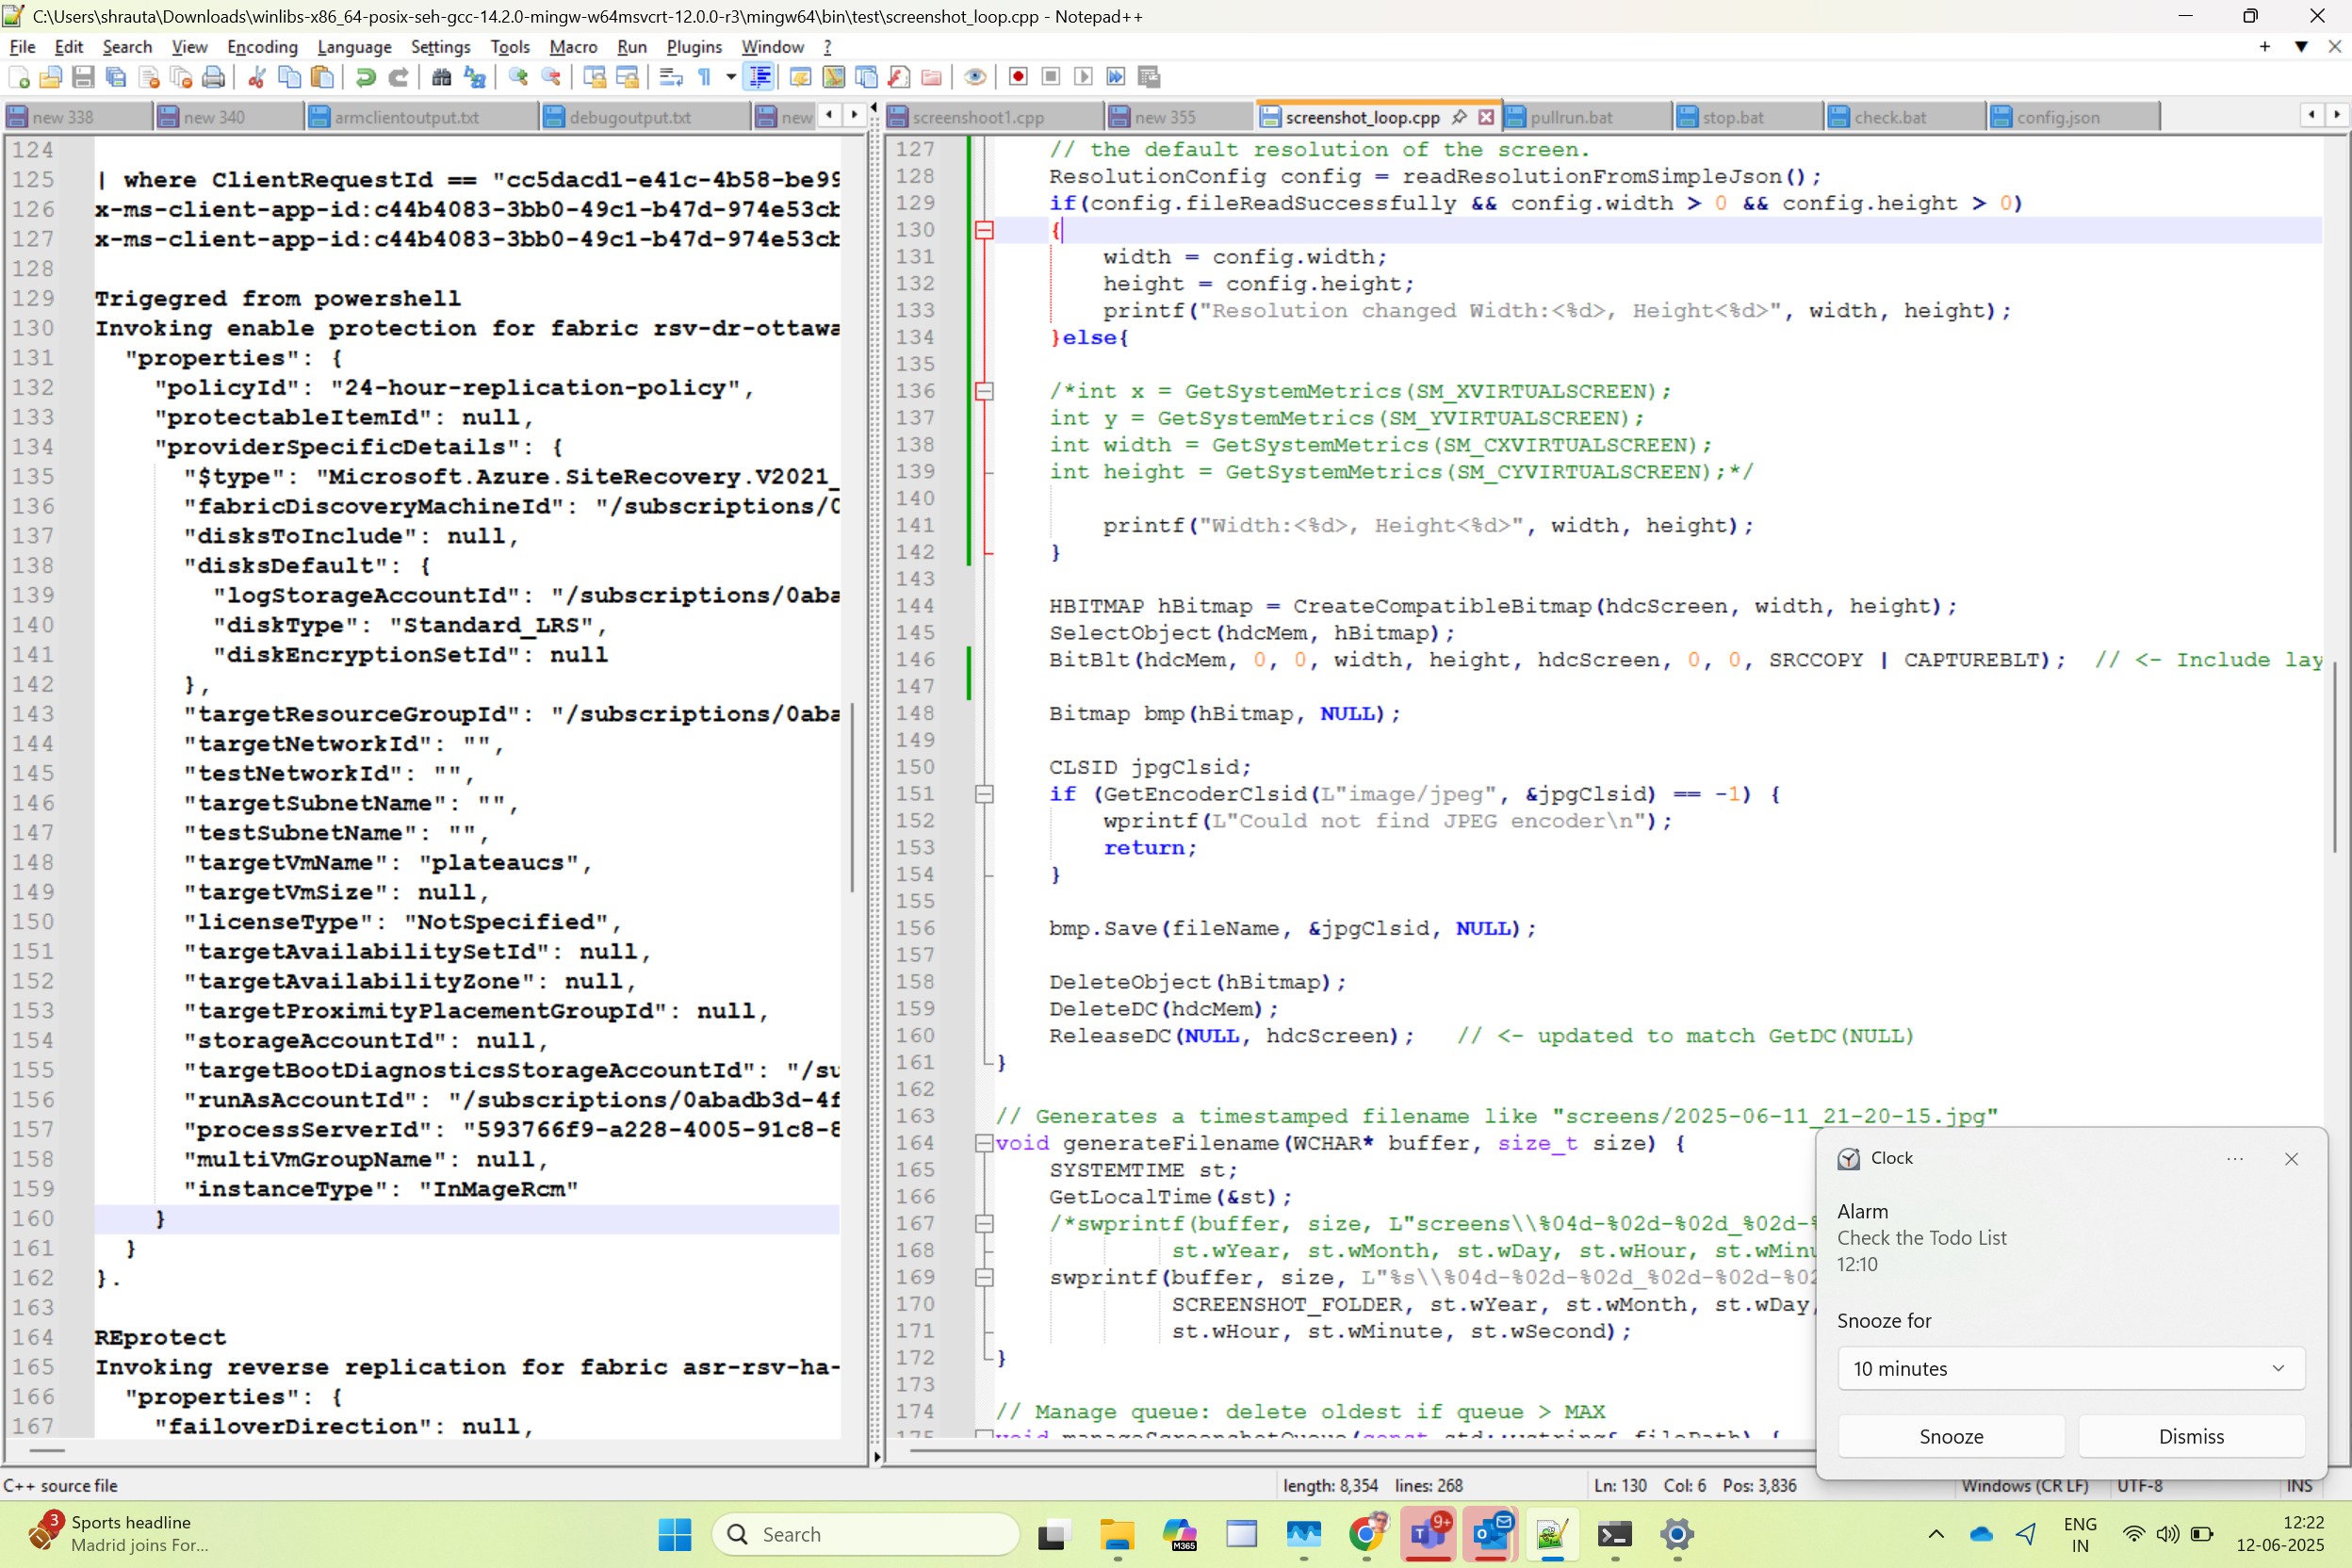 C:\Users\shrauta\Downloads\winlibs-x86_64-posix-seh-gcc-14.2.0-mingw-w64msvcrt-12.0.0-r3\mingw64\bin\test\screenshot_loop.cpp - Notepad++
File Edit Search View Encoding Language Settings Tools Macro Run Plugins Window ?
new 338 new 340 armclientoutput.txt debugoutput.txt new
124
125 | where ClientRequestId == "cc5dacd1-e41c-4b58-be99
126 x-ms-client-app-id:c44b4083-3bb0-49c1-b47d-974e53cb
127 x-ms-client-app-id:c44b4083-3bb0-49c1-b47d-974e53cb
128
129 Trigegred from powershell
130 Invoking enable protection for fabric rsv-dr-ottawa
131 "properties": {
132 "policyId": "24-hour-replication-policy",
133 "protectableItemId": null,
134 "providerSpecificDetails": {
135 "$type": "Microsoft.Azure.SiteRecovery.V2021_
136 "fabricDiscoveryMachineId": "/subscriptions/0
137 "disksToInclude": null,
138 "disksDefault": {
139 "logStorageAccountId": "/subscriptions/0aba
140 "diskType": "Standard_LRS",
141 "diskEncryptionSetId": null
142 },
143 "targetResourceGroupId": "/subscriptions/0aba
144 "targetNetworkId": "",
145 "testNetworkId": "",
146 "targetSubnetName": "",
147 "testSubnetName": "",
148 "targetVmName": "plateaucs",
149 "targetVmSize": null,
150 "licenseType": "NotSpecified",
151 "targetAvailabilitySetId": null,
152 "targetAvailabilityZone": null,
153 "targetProximityPlacementGroupId": null,
154 "storageAccountId": null,
155 "targetBootDiagnosticsStorageAccountId": "/su
156 "runAsAccountId": "/subscriptions/0abadb3d-4f
157 "processServerId": "593766f9-a228-4005-91c8-8
158 "multiVmGroupName": null,
159 "instanceType": "InMageRcm"
160 }
161 }
162 }.
163
164 REprotect
165 Invoking reverse replication for fabric asr-rsv-ha-
166 "properties": {
167 "failoverDirection": null,
screenshoot1.cpp new 355 screenshot_loop.cpp pullrun.bat stop.bat check.bat config.json
127 // the default resolution of the screen.
128 ResolutionConfig config = readResolutionFromSimpleJson();
129 if(config.fileReadSuccessfully && config.width > 0 && config.height > 0)
130 {
131 width = config.width;
132 height = config.height;
133 printf("Resolution changed Width:<%d>, Height<%d>", width, height);
134 }else{
135
136 /*int x = GetSystemMetrics(SM_XVIRTUALSCREEN);
137 int y = GetSystemMetrics(SM_YVIRTUALSCREEN);
138 int width = GetSystemMetrics(SM_CXVIRTUALSCREEN);
139 int height = GetSystemMetrics(SM_CYVIRTUALSCREEN);*/
140
141 printf("Width:<%d>, Height<%d>", width, height);
142 }
143
144 HBITMAP hBitmap = CreateCompatibleBitmap(hdcScreen, width, height);
145 SelectObject(hdcMem, hBitmap);
146 BitBlt(hdcMem, 0, 0, width, height, hdcScreen, 0, 0, SRCCOPY | CAPTUREBLT); // <- Include lay
147
148 Bitmap bmp(hBitmap, NULL);
149
150 CLSID jpgClsid;
151 if (GetEncoderClsid(L"image/jpeg", &jpgClsid) == -1) {
152 wprintf(L"Could not find JPEG encoder\n");
153 return;
154 }
155
156 bmp.Save(fileName, &jpgClsid, NULL);
157
158 DeleteObject(hBitmap);
159 DeleteDC(hdcMem);
160 ReleaseDC(NULL, hdcScreen); // <- updated to match GetDC(NULL)
161 }
162
163 // Generates a timestamped filename like "screens/2025-06-11_21-20-15.jpg"
164 void generateFilename(WCHAR* buffer, size_t size) {
165 SYSTEMTIME st;
166 GetLocalTime(&st);
167 /*swprintf(buffer, size, L"screens\\%04d-%02d-%02d_%02d-%
168 st.wYear, st.wMonth, st.wDay, st.wHour, st.wMinu
169 swprintf(buffer, size, L"%s\\%04d-%02d-%02d_%02d-%02d-%02
170 SCREENSHOT_FOLDER, st.wYear, st.wMonth, st.wDay,
171 st.wHour, st.wMinute, st.wSecond);
172 }
173
174 // Manage queue: delete oldest if queue > MAX
175 void manageScreenshotQueue(const std::wstring& filePath) {
Clock
Alarm
Check the Todo List
12:10
Snooze for
10 minutes
Snooze Dismiss
C++ source file length: 8,354 lines: 268 Ln: 130 Col: 6 Pos: 3,836 Windows (CR LF) UTF-8 INS
3 Sports headline
Madrid joins For...
Search
M365
9+
ENG
IN
12:22
12-06-2025